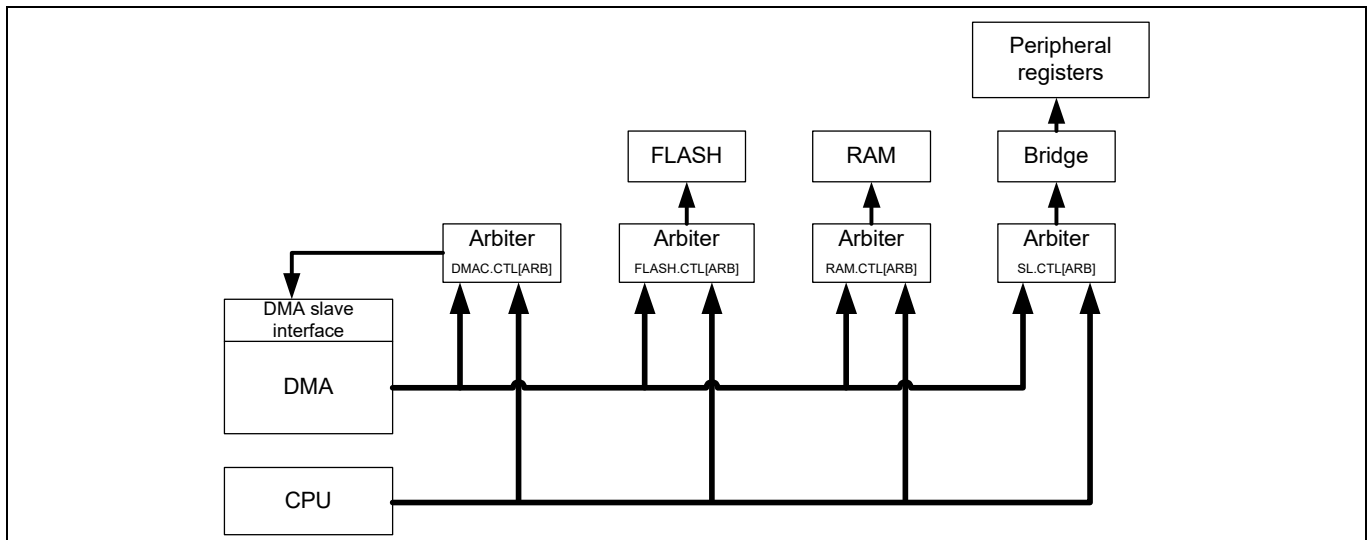 Peripheral
registers
FLASH
RAM
Bridge
Arbiter
DMAC.CTL[ARB]
Arbiter
FLASH.CTL[ARB]
Arbiter
RAM.CTL[ARB]
Arbiter
SL.CTL[ARB]
DMA slave
interface
DMA
CPU